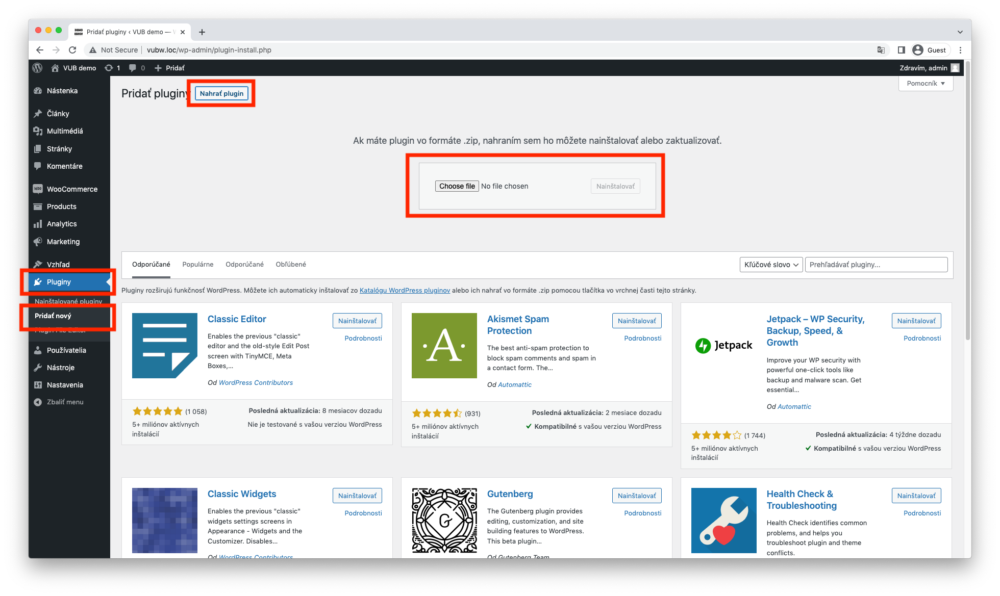 DEMO
ESHOP
Pridať pluginy ‹ VUB demo — W
Not Secure
vubw.loc/wp-admin/plugin-install.php
Guest
VUB demo
1
0
Pridať
Zdravím, admin
Nástenka
Články
Multimédiá
Stránky
Komentáre
WooCommerce
Products
Analytics
Marketing
Vzhľad
Pluginy
Nainštalované pluginy
Pridať nový
Plugin File Editor
Používatelia
Nástroje
Nastavenia
Zbaliť menu
Pomocník
Pridať pluginy
Nahrať plugin
Ak máte plugin vo formáte .zip, nahraním sem ho môžete nainštalovať alebo zaktualizovať.
Choose file No file chosen
Nainštalovať
Odporúčané
Populárne
Odporúčané
Obľúbené
Kľúčové slovo
Prehľadávať pluginy...
Pluginy rozširujú funkčnosť WordPress. Môžete ich automaticky inštalovať zo Katalógu WordPress pluginov alebo ich nahrať vo formáte .zip pomocou tlačítka vo vrchnej časti tejto stránky.
Classic Editor
Nainštalovať
Podrobnosti
Enables the previous "classic"
editor and the old-style Edit Post
screen with TinyMCE, Meta
Boxes,...
Od WordPress Contributors
(1 058)
5+ miliónov aktívnych
inštalácií
Posledná aktualizácia: 8 mesiacov dozadu
Nie je testované s vašou verziou WordPress
A
Akismet Spam
Protection
Nainštalovať
Podrobnosti
The best anti-spam protection to
block spam comments and spam in
a contact form. The...
Od Automattic
(931)
5+ miliónov aktívnych
inštalácií
Posledná aktualizácia: 2 mesiace dozadu
Kompatibilné s vašou verziou WordPress
Jetpack
Jetpack – WP Security,
Backup, Speed, &
Growth
Nainštalovať
Podrobnosti
Improve your WP security with
powerful one-click tools like
backup and malware scan. Get
essential...
Od Automattic
(1 744)
5+ miliónov aktívnych
inštalácií
Posledná aktualizácia: 4 týždne dozadu
Kompatibilné s vašou verziou WordPress
Classic Widgets
Nainštalovať
Podrobnosti
Enables the previous "classic"
widgets settings screens in
Appearance - Widgets and the
Customizer. Disables...
Od WordPress Contributors
G
Gutenberg
Nainštalovať
Podrobnosti
The Gutenberg plugin provides
editing, customization, and site
building features to WordPress.
This beta plugin...
Od Gutenberg Team
Health Check &
Troubleshooting
Nainštalovať
Podrobnosti
Health Check identifies common
problems, and helps you
troubleshoot plugin and theme
conflicts.